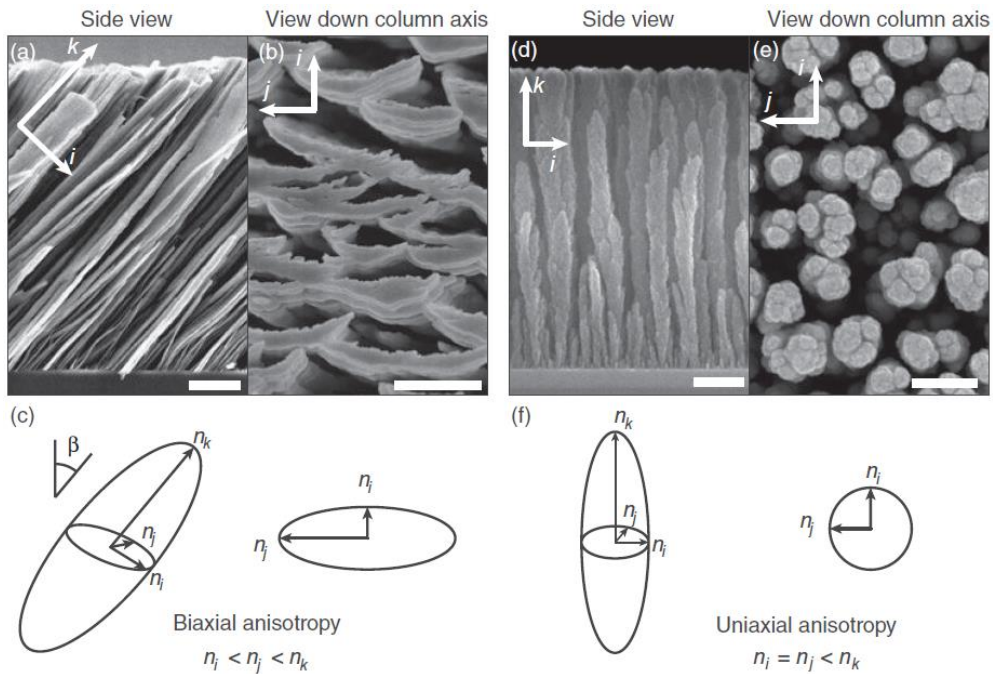 Side view
View down column axis
Side view
View down column axis
(a)
k
i
(b)
i
j
(d)
k
i
(e)
i
j
(c)
β
n_k
n_j
n_i
n_i
n_j
Biaxial anisotropy
n_i < n_j < n_k
(f)
n_k
n_j
n_i
n_i
n_j
Uniaxial anisotropy
n_i = n_j < n_k